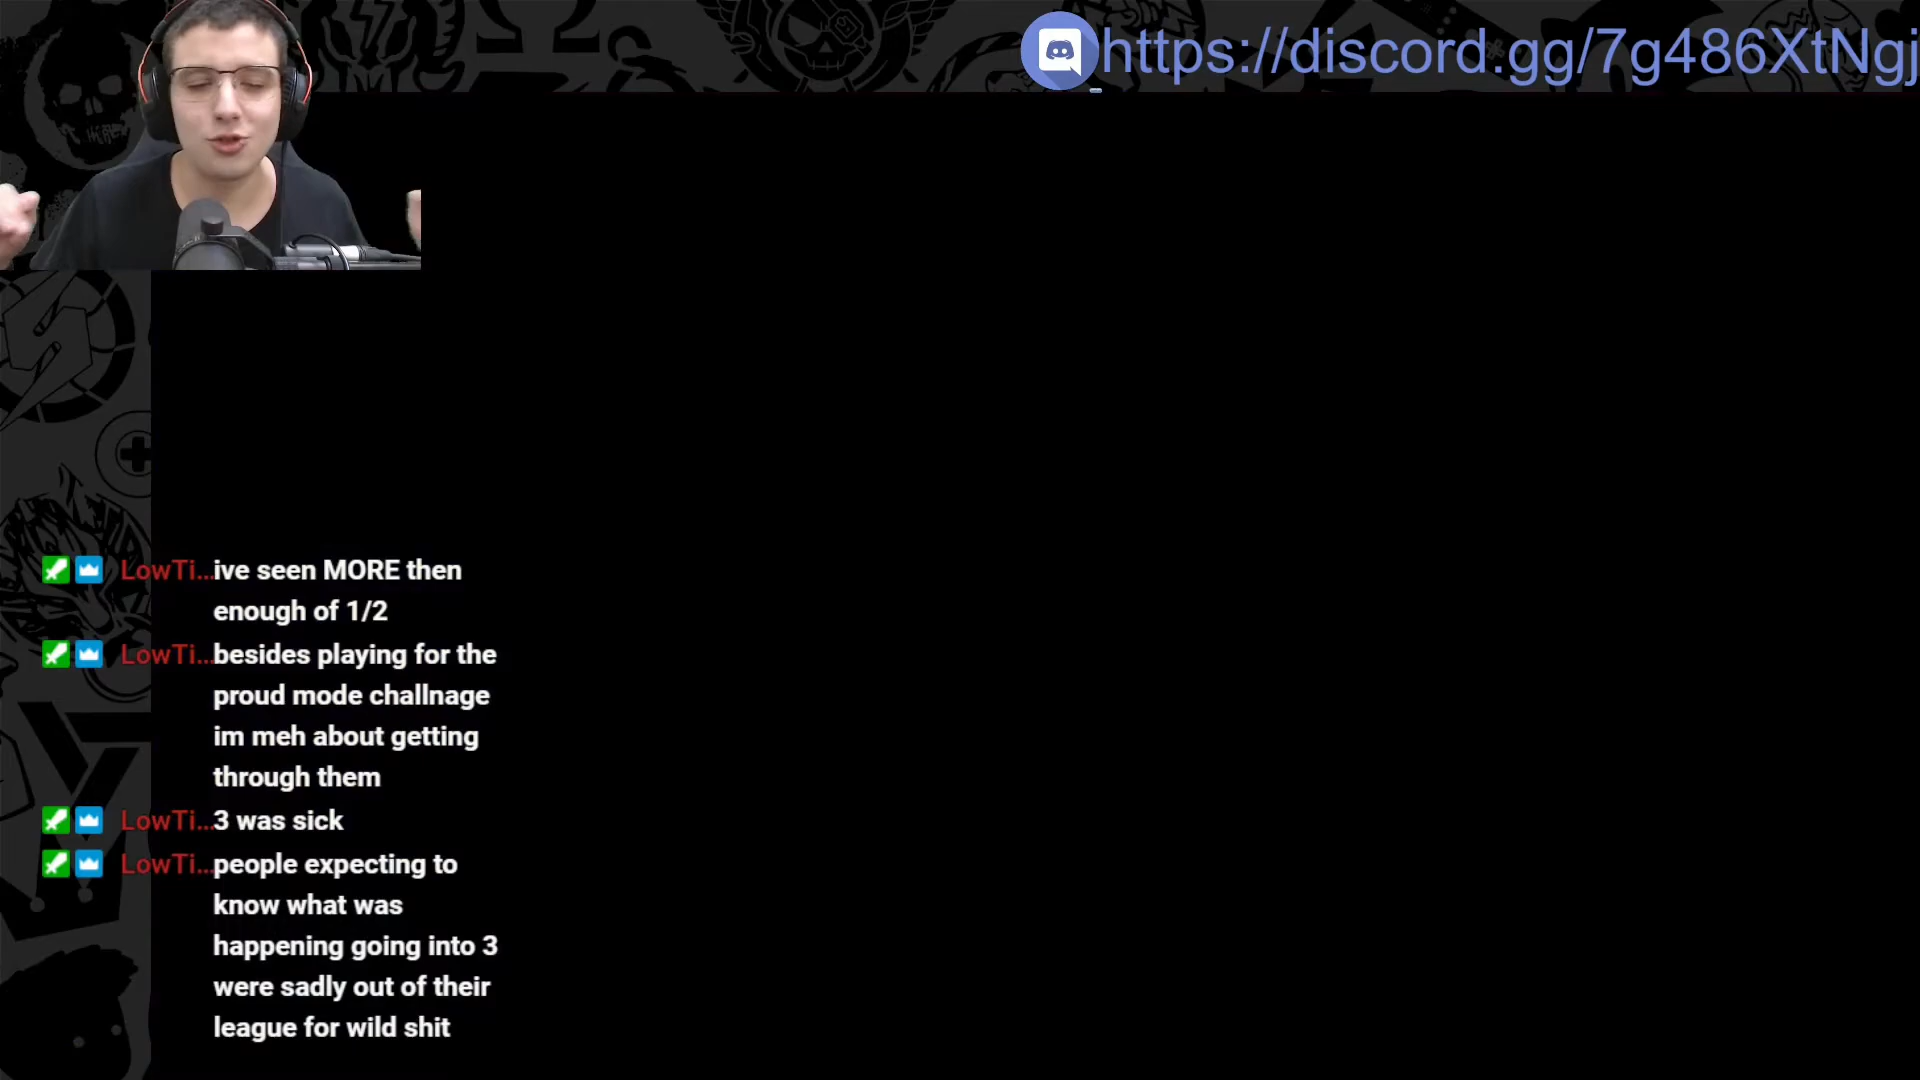 https://discord.gg/7g486XtNgj
LowTi...ive seen MORE then
enough of 1/2
LowTi...besides playing for the
proud mode challnage
im meh about getting
through them
LowTi...3 was sick
LowTi...people expecting to
know what was
happening going into 3
were sadly out of their
league for wild shit